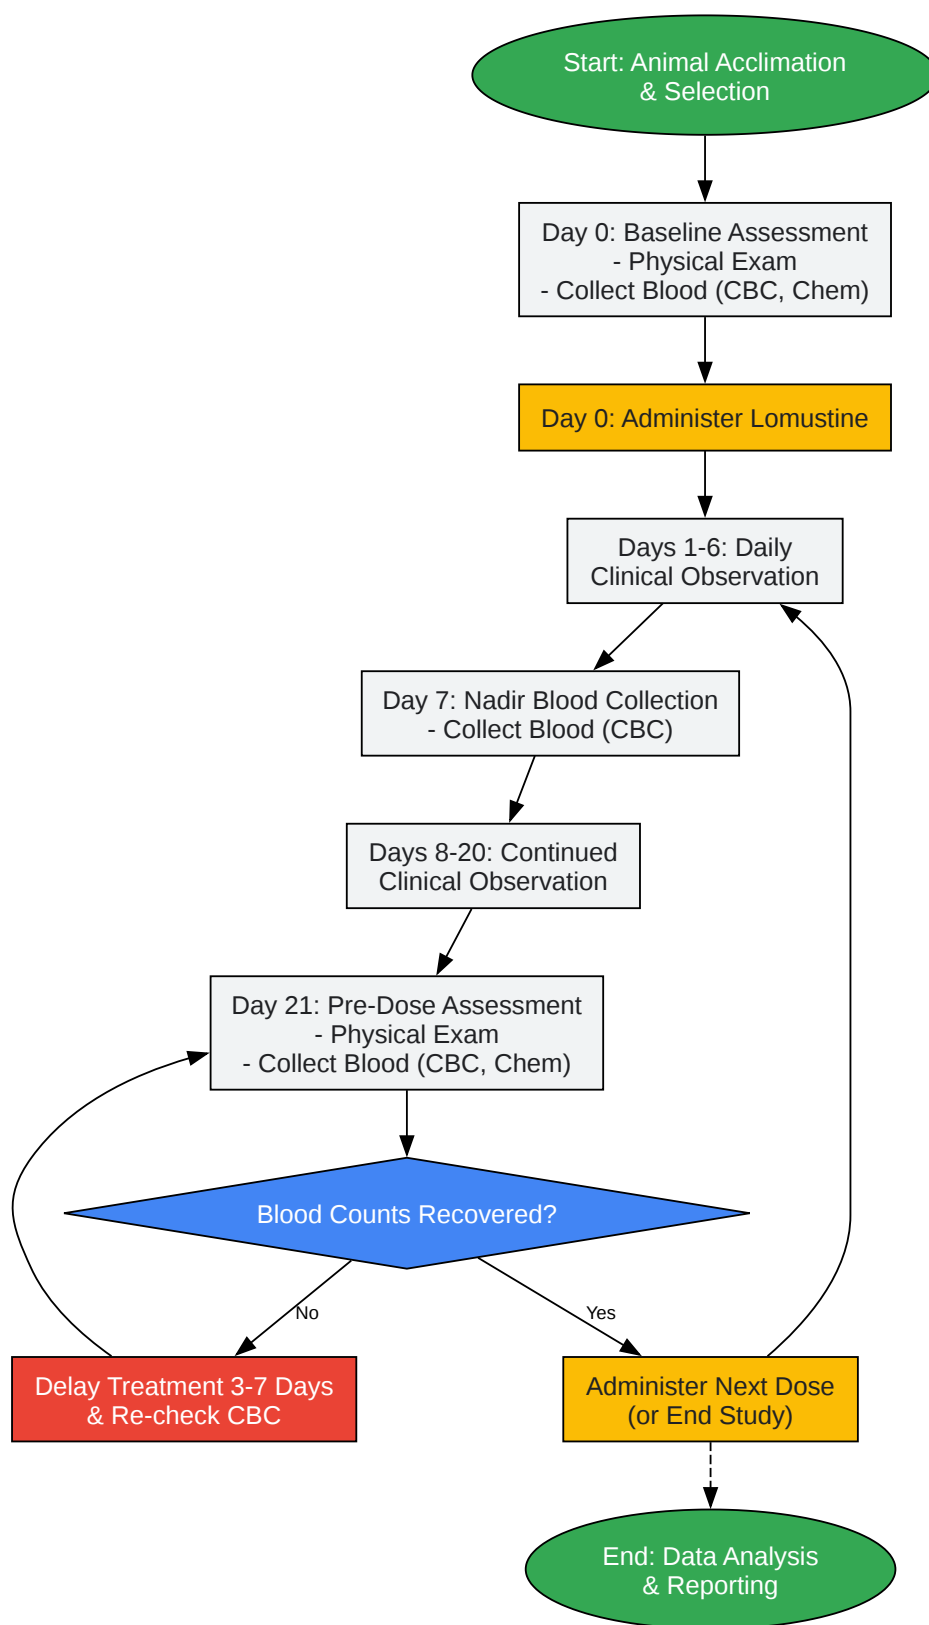 Start: Animal Acclimation
& Selection
Day 0: Baseline Assessment
- Physical Exam
- Collect Blood (CBC, Chem)
Day 0: Administer Lomustine
Days 1-6: Daily
Clinical Observation
Day 7: Nadir Blood Collection
- Collect Blood (CBC)
Days 8-20: Continued
Clinical Observation
Day 21: Pre-Dose Assessment
- Physical Exam
- Collect Blood (CBC, Chem)
Blood Counts Recovered?
No
Yes
Delay Treatment 3-7 Days
& Re-check CBC
Administer Next Dose
(or End Study)
End: Data Analysis
& Reporting